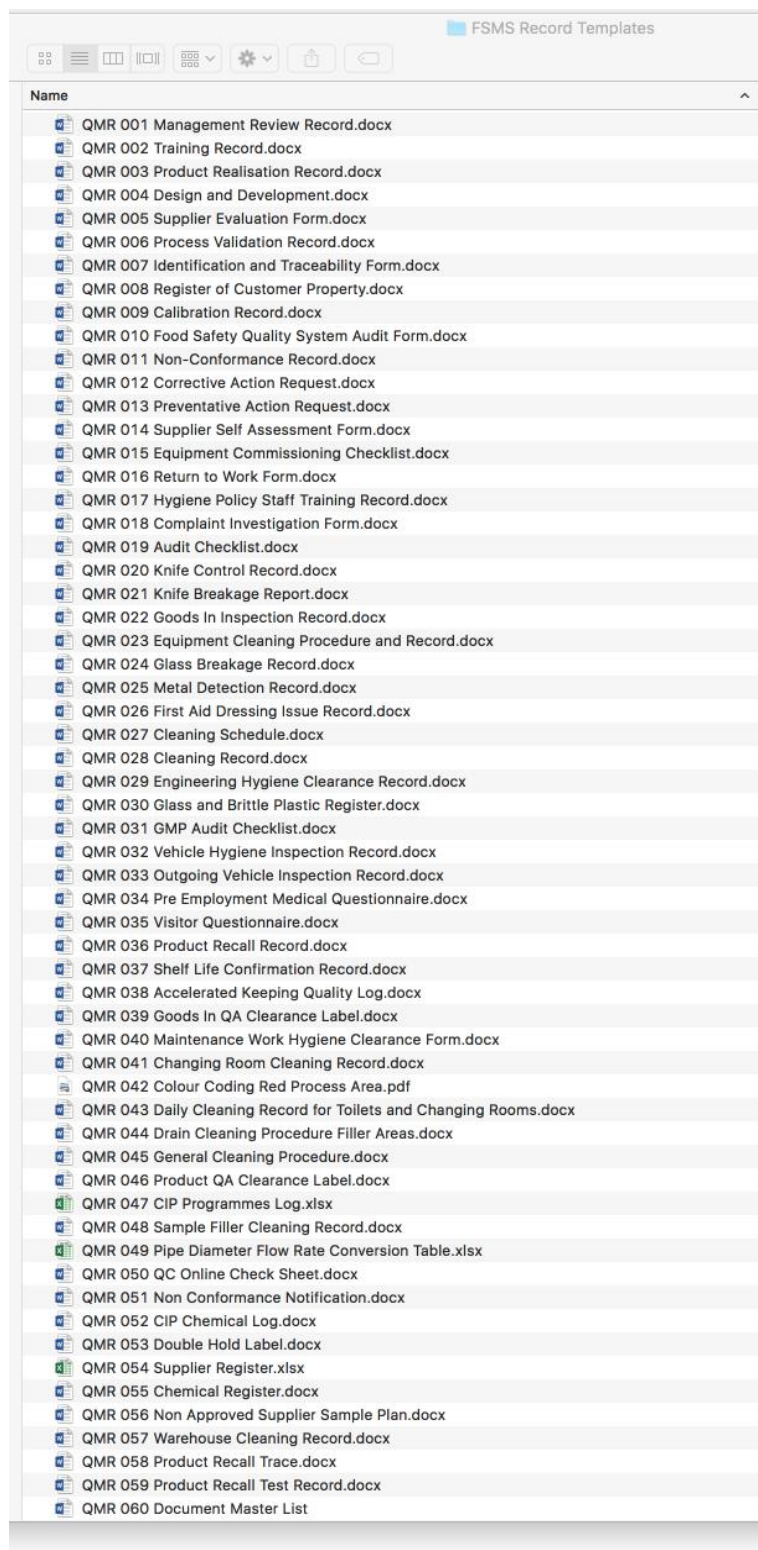 FSMS Record Templates
Name
QMR 001 Management Review Record.docx
QMR 002 Training Record.docx
QMR 003 Product Realisation Record.docx
QMR 004 Design and Development.docx
QMR 005 Supplier Evaluation Form.docx
QMR 006 Process Validation Record.docx
QMR 007 Identification and Traceability Form.docx
QMR 008 Register of Customer Property.docx
QMR 009 Calibration Record.docx
QMR 010 Food Safety Quality System Audit Form.docx
QMR 011 Non-Conformance Record.docx
QMR 012 Corrective Action Request.docx
QMR 013 Preventative Action Request.docx
QMR 014 Supplier Self Assessment Form.docx
QMR 015 Equipment Commissioning Checklist.docx
QMR 016 Return to Work Form.docx
QMR 017 Hygiene Policy Staff Training Record.docx
QMR 018 Complaint Investigation Form.docx
QMR 019 Audit Checklist.docx
QMR 020 Knife Control Record.docx
QMR 021 Knife Breakage Report.docx
QMR 022 Goods In Inspection Record.docx
QMR 023 Equipment Cleaning Procedure and Record.docx
QMR 024 Glass Breakage Record.docx
QMR 025 Metal Detection Record.docx
QMR 026 First Aid Dressing Issue Record.docx
QMR 027 Cleaning Schedule.docx
QMR 028 Cleaning Record.docx
QMR 029 Engineering Hygiene Clearance Record.docx
QMR 030 Glass and Brittle Plastic Register.docx
QMR 031 GMP Audit Checklist.docx
QMR 032 Vehicle Hygiene Inspection Record.docx
QMR 033 Outgoing Vehicle Inspection Record.docx
QMR 034 Pre Employment Medical Questionnaire.docx
QMR 035 Visitor Questionnaire.docx
QMR 036 Product Recall Record.docx
QMR 037 Shelf Life Confirmation Record.docx
QMR 038 Accelerated Keeping Quality Log.docx
QMR 039 Goods In QA Clearance Label.docx
QMR 040 Maintenance Work Hygiene Clearance Form.docx
QMR 041 Changing Room Cleaning Record.docx
QMR 042 Colour Coding Red Process Area.pdf
QMR 043 Daily Cleaning Record for Toilets and Changing Rooms.docx
QMR 044 Drain Cleaning Procedure Filler Areas.docx
QMR 045 General Cleaning Procedure.docx
QMR 046 Product QA Clearance Label.docx
QMR 047 CIP Programmes Log.xlsx
QMR 048 Sample Filler Cleaning Record.docx
QMR 049 Pipe Diameter Flow Rate Conversion Table.xlsx
QMR 050 QC Online Check Sheet.docx
QMR 051 Non Conformance Notification.docx
QMR 052 CIP Chemical Log.docx
QMR 053 Double Hold Label.docx
QMR 054 Supplier Register.xlsx
QMR 055 Chemical Register.docx
QMR 056 Non Approved Supplier Sample Plan.docx
QMR 057 Warehouse Cleaning Record.docx
QMR 058 Product Recall Trace.docx
QMR 059 Product Recall Test Record.docx
QMR 060 Document Master List